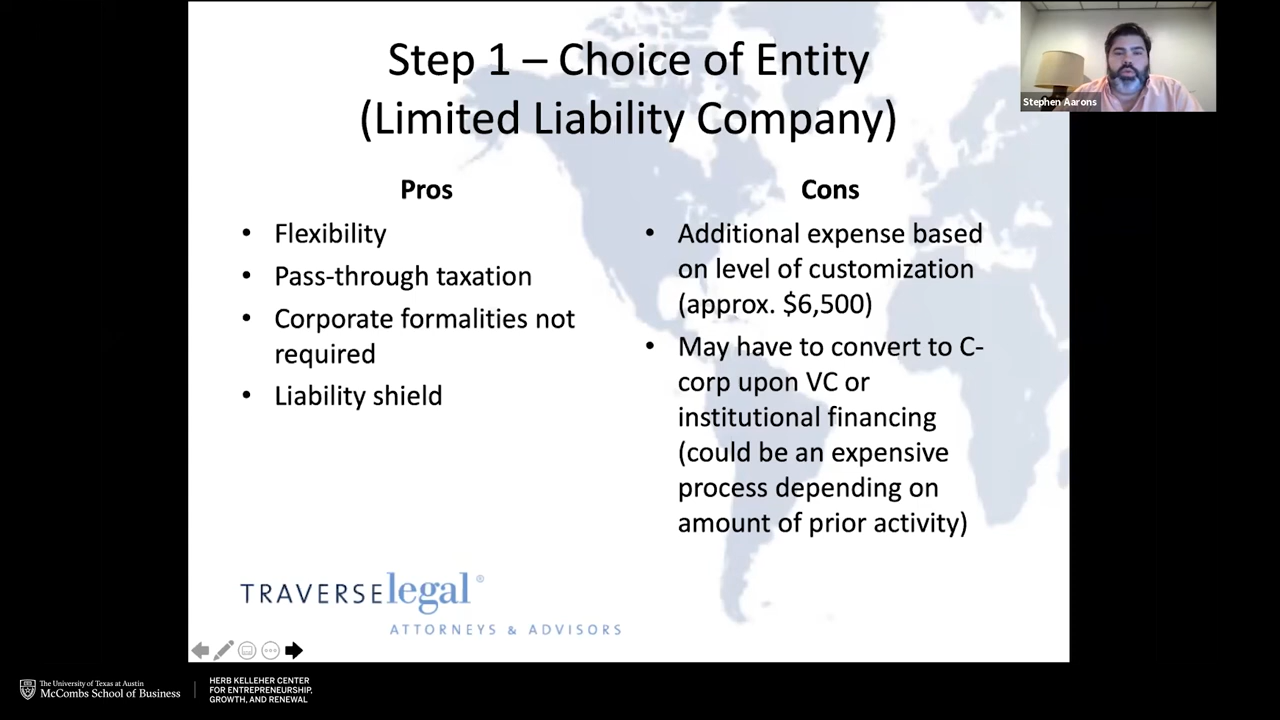 Step 1 – Choice of Entity
(Limited Liability Company)
Stephen Aarons
Pros
• Flexibility
• Pass-through taxation
• Corporate formalities not
required
• Liability shield
Cons
• Additional expense based
on level of customization
(approx. $6,500)
• May have to convert to C-
corp upon VC or
institutional financing
(could be an expensive
process depending on
amount of prior activity)
TRAVERSElegal®
ATTORNEYS & ADVISORS
The University of Texas at Austin
McCombs School of Business
HERB KELLEHER CENTER
FOR ENTREPRENEURSHIP,
GROWTH, AND RENEWAL